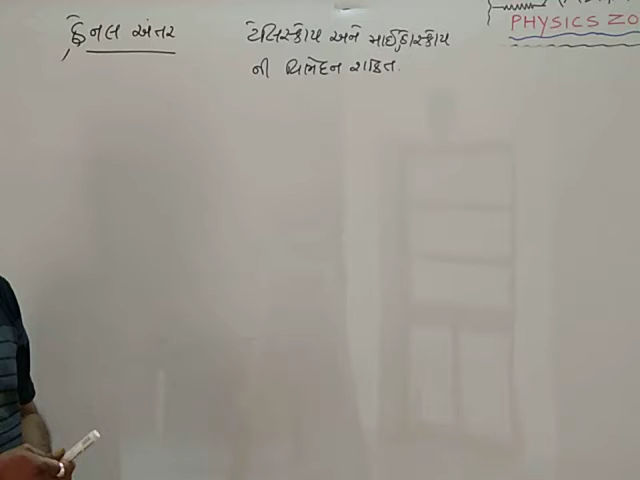 ફ્રેનલ અંતર
ટેલિસ્કોપ અને માઈક્રોસ્કોપ
ની વિભેદન શક્તિ.
PHYSICS ZO